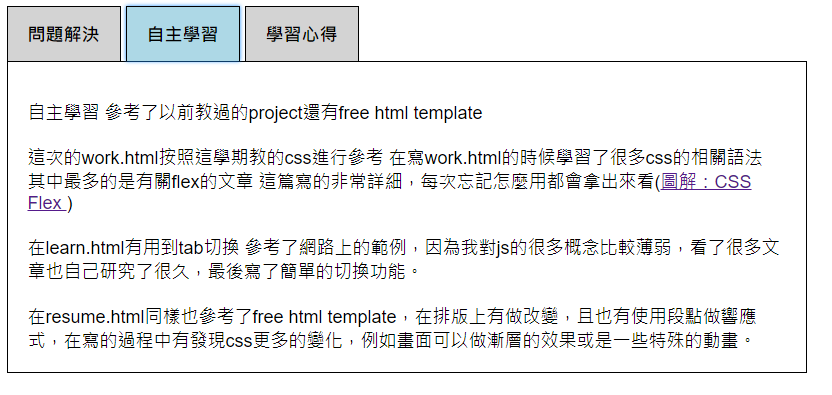 問題解決 自主學習 學習心得
自主學習 參考了以前教過的project還有free html template
這次的work.html按照這學期教的css進行參考 在寫work.html的時候學習了很多css的相關語法
其中最多的是有關flex的文章 這篇寫的非常詳細，每次忘記怎麼用都會拿出來看(圖解：CSS
Flex )
在learn.html有用到tab切換 參考了網路上的範例，因為我對js的很多概念比較薄弱，看了很多文
章也自己研究了很久，最後寫了簡單的切換功能。
在resume.html同樣也參考了free html template，在排版上有做改變，且也有使用段點做響應
式，在寫的過程中有發現css更多的變化，例如畫面可以做漸層的效果或是一些特殊的動畫。